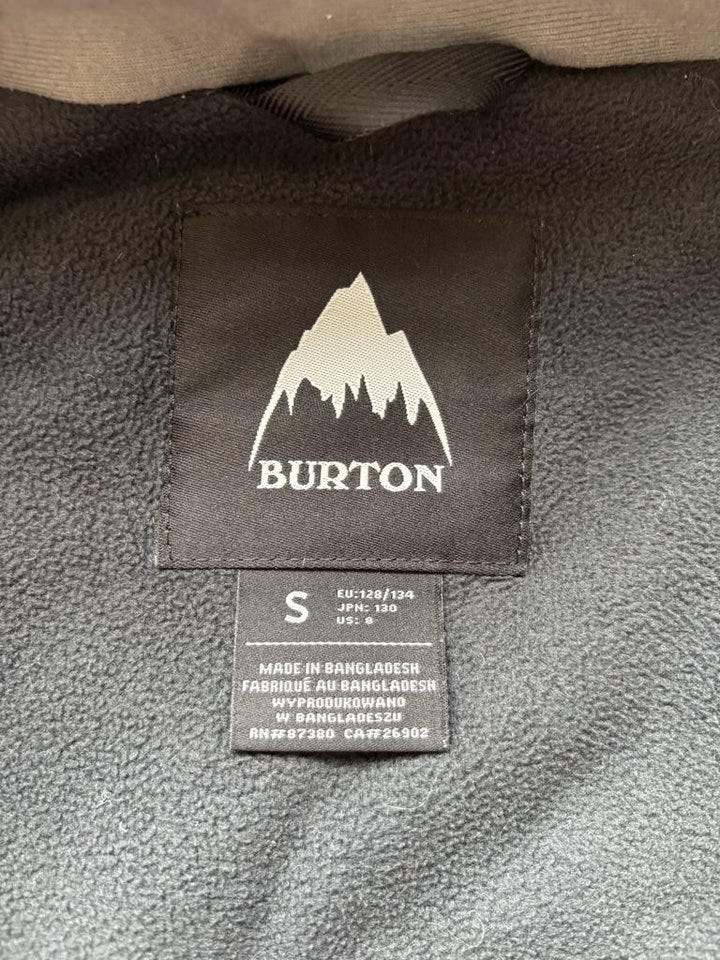 BURTON
S
EU:128/134
JPN: 130
US: 8
MADE IN BANGLADESH
FABRIQUÉ AU BANGLADESH
WYPRODUKOWANO
W BANGLADESZU
RN#87380 CA#26902